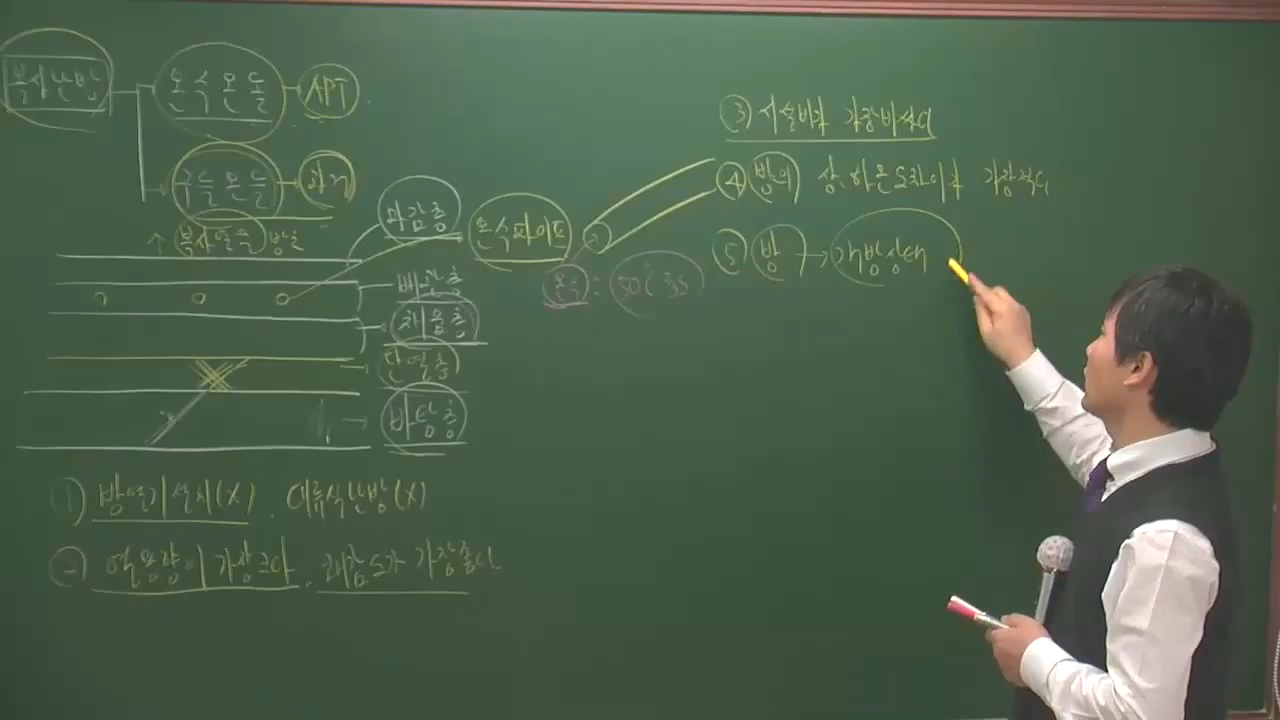 복사난방
온수온돌
APT
구들온돌
↑ 복사열을 방출
마감층
배관층
채움층
단열층
바탕층
온수파이프
온수 : 50℃
① 방열기설치(X). 대류식난방(X)
② 열용량이 가장크다. 쾌감도가 가장좋다
③ 시설비가 가장비싸다
④ 방의 상.하온도차이가 가장적다
⑤ 방 → 개방상태